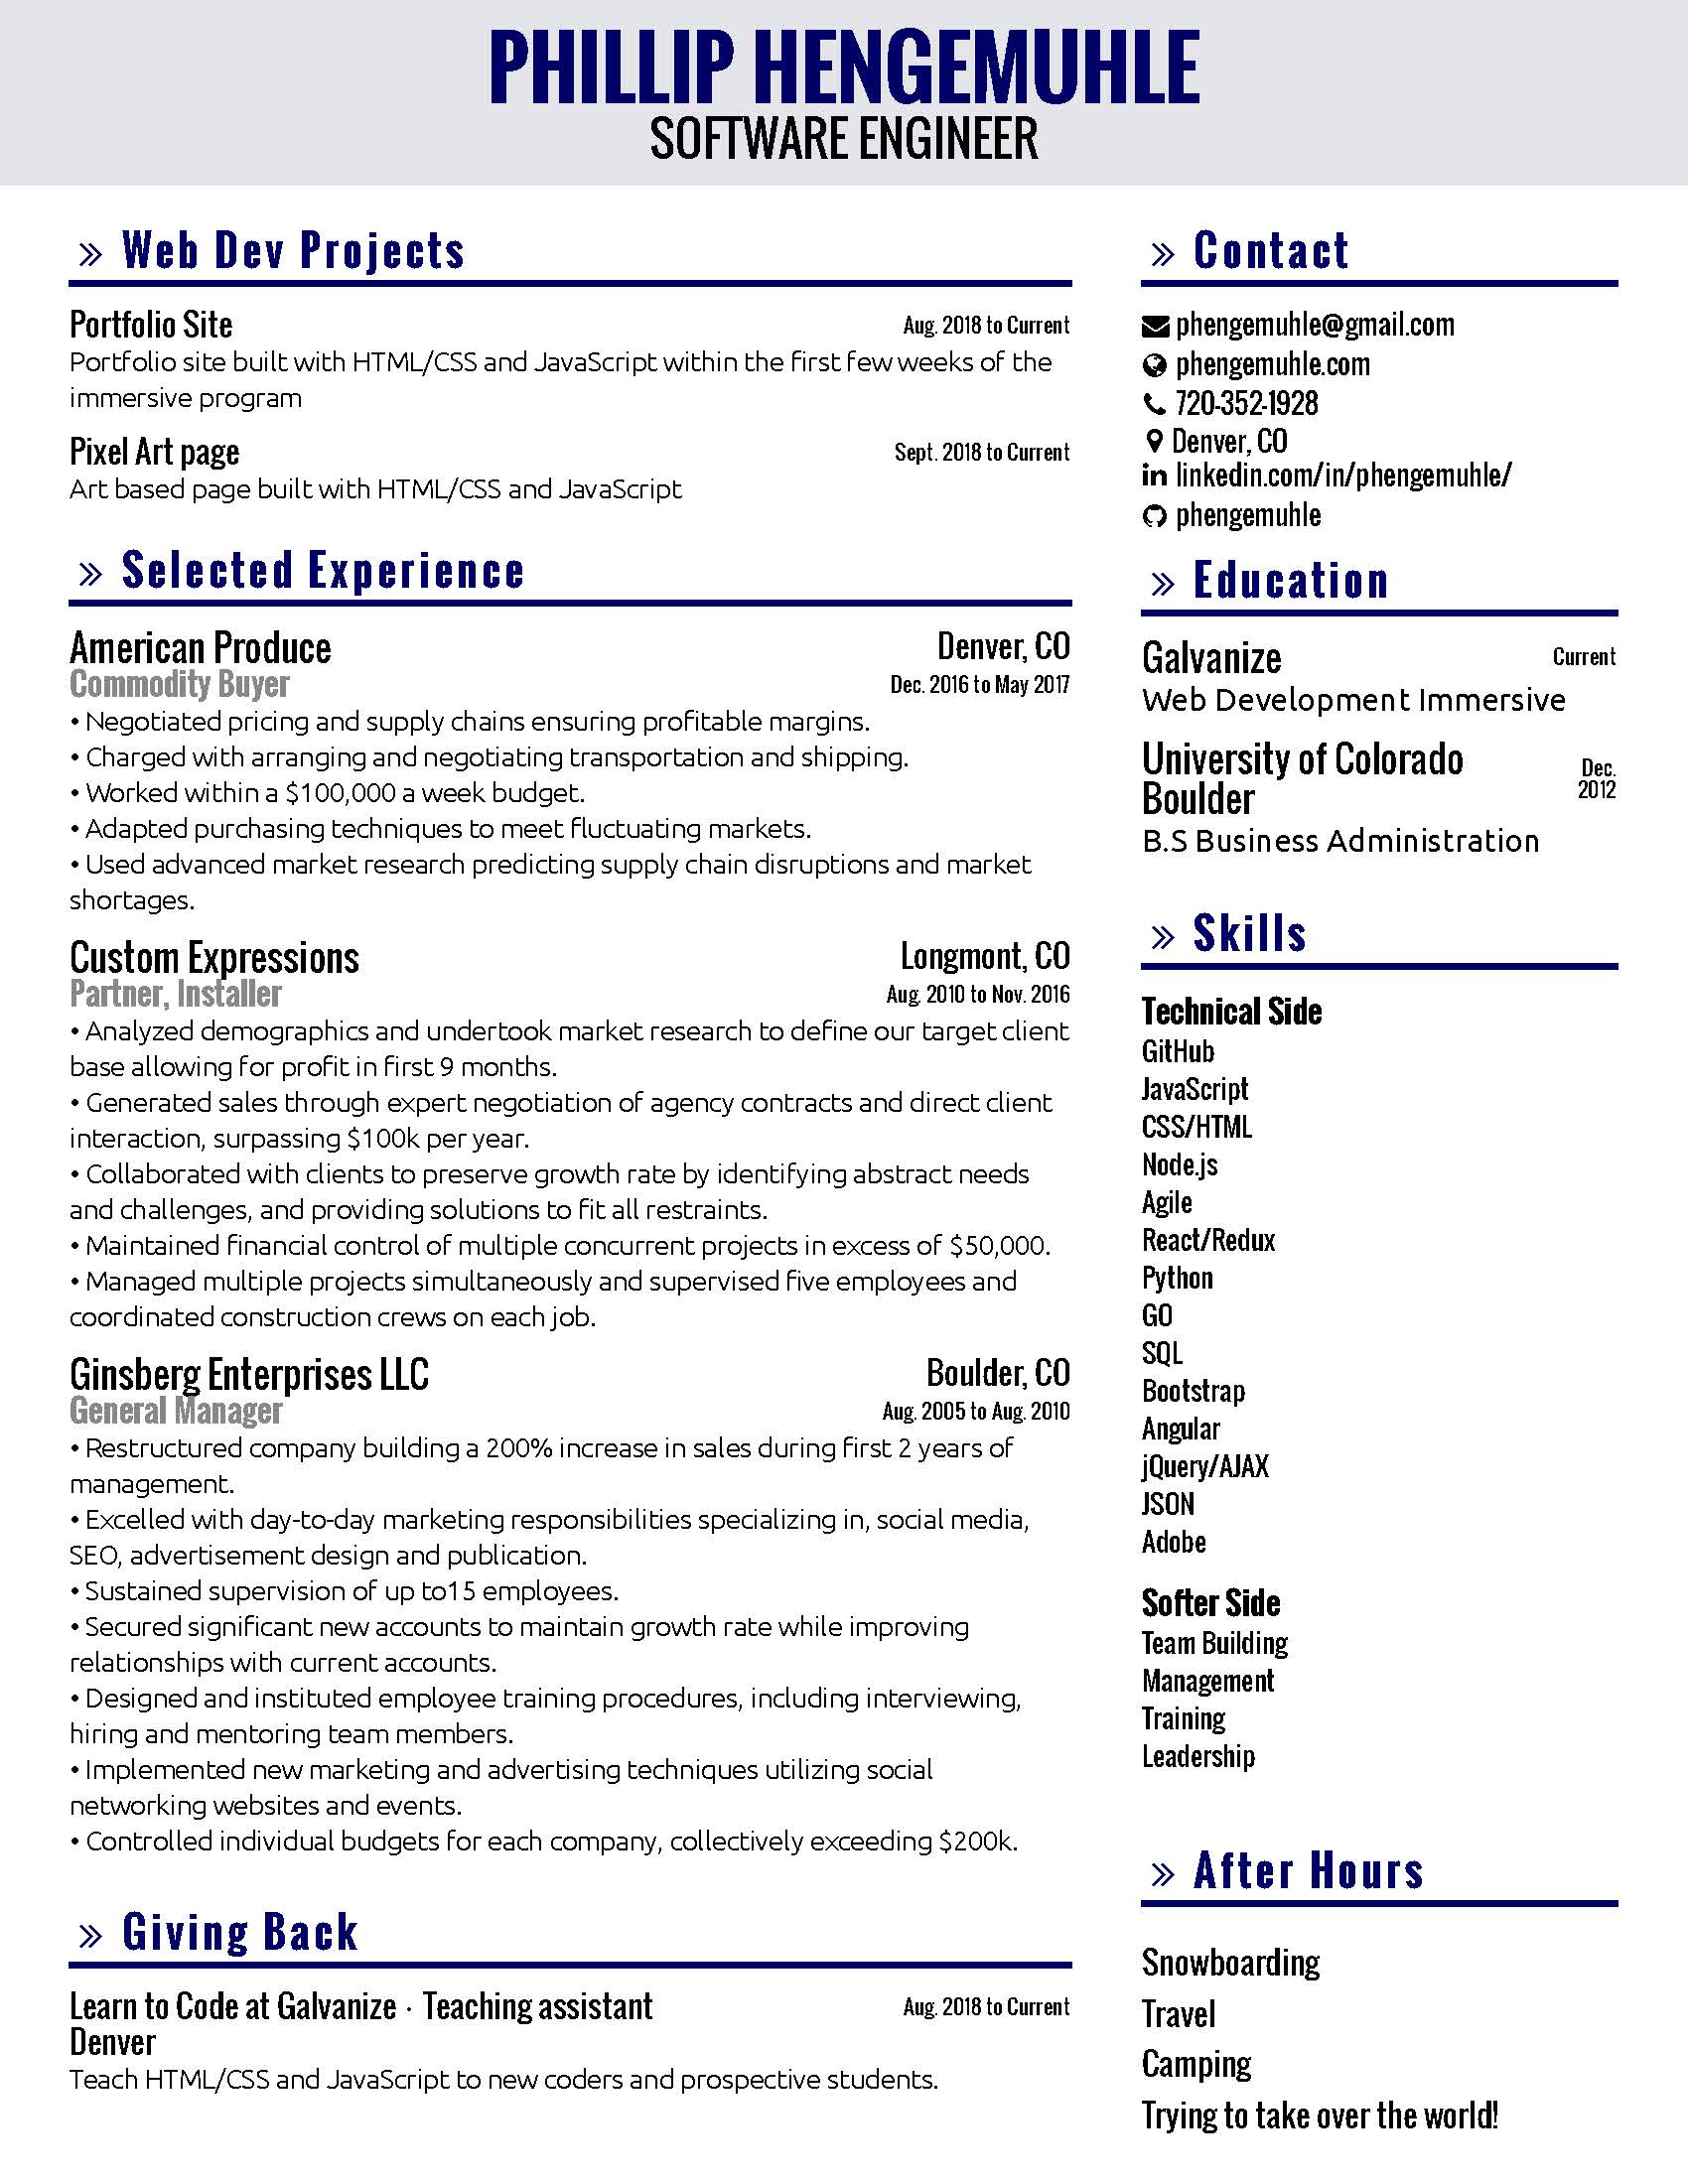 PHILLIP HENGEMUHLE
SOFTWARE ENGINEER
» Web Dev Projects
Portfolio Site Aug. 2018 to Current
Portfolio site built with HTML/CSS and JavaScript within the first few weeks of the
immersive program
Pixel Art page Sept. 2018 to Current
Art based page built with HTML/CSS and JavaScript
» Selected Experience
American Produce Denver, CO
Commodity Buyer Dec. 2016 to May 2017
• Negotiated pricing and supply chains ensuring profitable margins.
• Charged with arranging and negotiating transportation and shipping.
• Worked within a $100,000 a week budget.
• Adapted purchasing techniques to meet fluctuating markets.
• Used advanced market research predicting supply chain disruptions and market
shortages.
Custom Expressions Longmont, CO
Partner, Installer Aug. 2010 to Nov. 2016
• Analyzed demographics and undertook market research to define our target client
base allowing for profit in first 9 months.
• Generated sales through expert negotiation of agency contracts and direct client
interaction, surpassing $100k per year.
• Collaborated with clients to preserve growth rate by identifying abstract needs
and challenges, and providing solutions to fit all restraints.
• Maintained financial control of multiple concurrent projects in excess of $50,000.
• Managed multiple projects simultaneously and supervised five employees and
coordinated construction crews on each job.
Ginsberg Enterprises LLC Boulder, CO
General Manager Aug. 2005 to Aug. 2010
• Restructured company building a 200% increase in sales during first 2 years of
management.
• Excelled with day-to-day marketing responsibilities specializing in, social media,
SEO, advertisement design and publication.
• Sustained supervision of up to15 employees.
• Secured significant new accounts to maintain growth rate while improving
relationships with current accounts.
• Designed and instituted employee training procedures, including interviewing,
hiring and mentoring team members.
• Implemented new marketing and advertising techniques utilizing social
networking websites and events.
• Controlled individual budgets for each company, collectively exceeding $200k.
» Giving Back
Learn to Code at Galvanize · Teaching assistant Aug. 2018 to Current
Denver
Teach HTML/CSS and JavaScript to new coders and prospective students.
» Contact
phengemuhle@gmail.com
phengemuhle.com
720-352-1928
Denver, CO
in linkedin.com/in/phengemuhle/
phengemuhle
» Education
Galvanize Current
Web Development Immersive
University of Colorado Dec.
Boulder 2012
B.S Business Administration
» Skills
Technical Side
GitHub
JavaScript
CSS/HTML
Node.js
Agile
React/Redux
Python
GO
SQL
Bootstrap
Angular
jQuery/AJAX
JSON
Adobe
Softer Side
Team Building
Management
Training
Leadership
» After Hours
Snowboarding
Travel
Camping
Trying to take over the world!